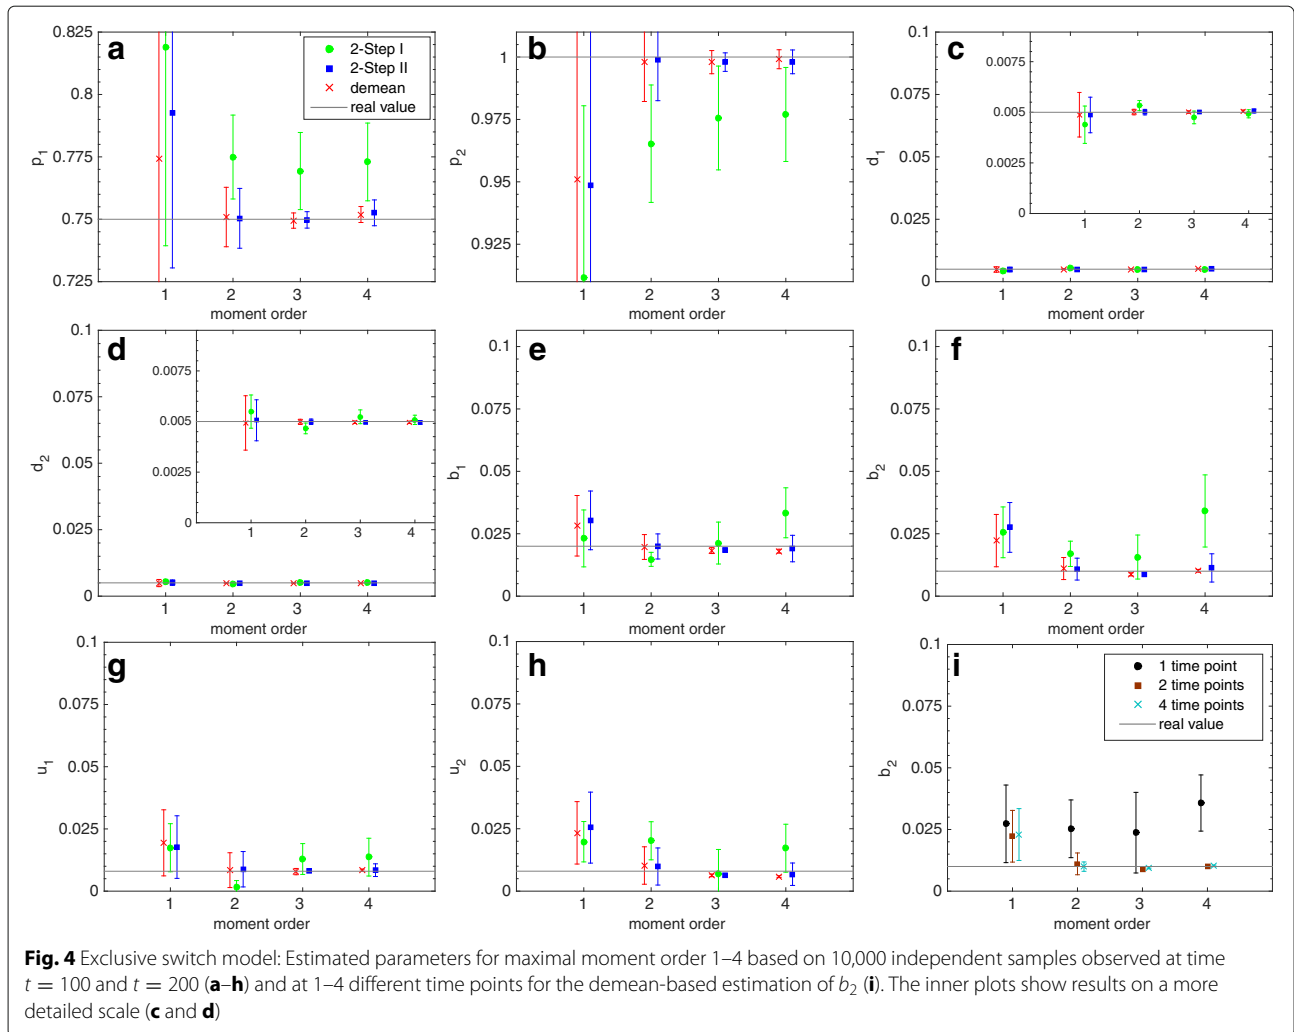 a
0.825
0.8
0.775
0.75
0.725
p1
1 2 3 4
moment order
2-Step I
2-Step II
demean
real value
b
1
0.975
0.95
0.925
p2
1 2 3 4
moment order
c
0.1
0.075
0.05
0.025
0
d1
1 2 3 4
moment order
0.0075
0.005
0.0025
0
1 2 3 4
d
0.1
0.075
0.05
0.025
0
d2
1 2 3 4
moment order
0.0075
0.005
0.0025
0
1 2 3 4
e
0.1
0.075
0.05
0.025
0
b1
1 2 3 4
moment order
f
0.1
0.075
0.05
0.025
0
b2
1 2 3 4
moment order
g
0.1
0.075
0.05
0.025
0
u1
1 2 3 4
moment order
h
0.1
0.075
0.05
0.025
0
u2
1 2 3 4
moment order
i
0.1
0.075
0.05
0.025
0
b2
1 2 3 4
moment order
1 time point
2 time points
4 time points
real value
Fig. 4 Exclusive switch model: Estimated parameters for maximal moment order 1–4 based on 10,000 independent samples observed at time
t = 100 and t = 200 (a–h) and at 1–4 different time points for the demean-based estimation of b2 (i). The inner plots show results on a more
detailed scale (c and d)